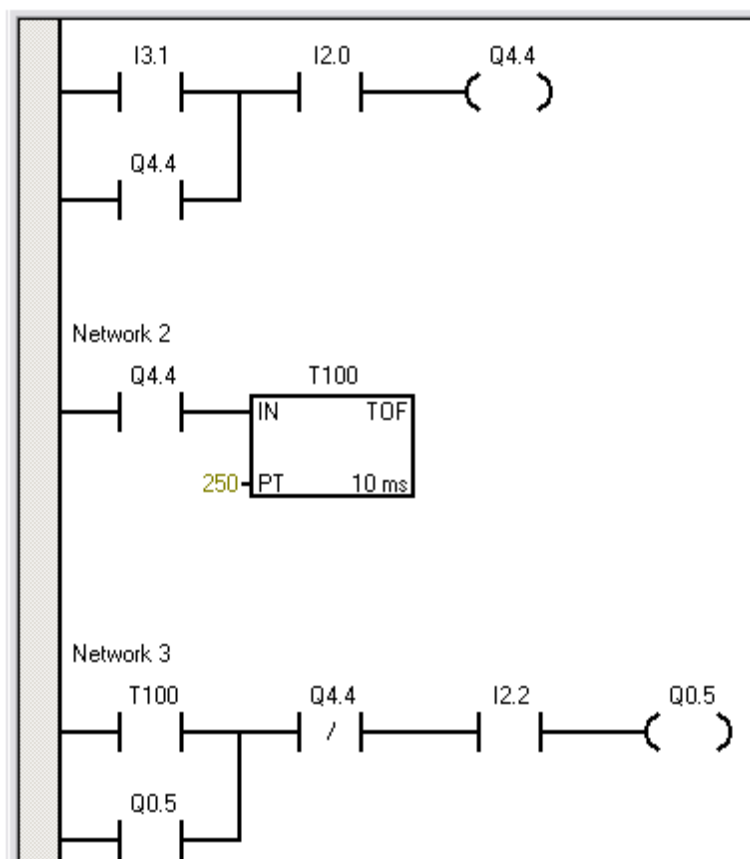 I3.1 I2.0 Q4.4
Q4.4
Network 2
Q4.4 T100
IN TOF
250 PT 10 ms
Network 3
T100 Q4.4 I2.2 Q0.5
/
Q0.5